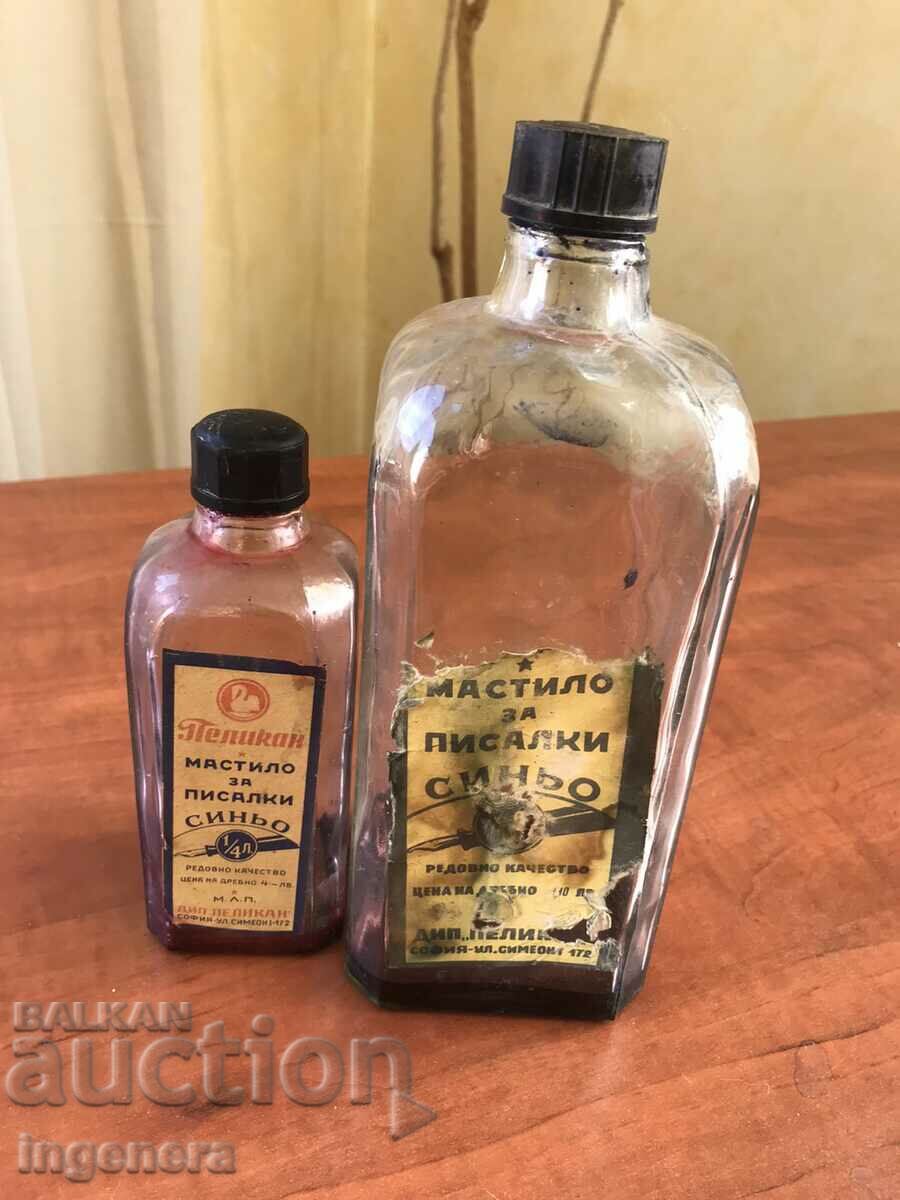 Пеликан
МАСТИЛО
ЗА
ПИСАЛКИ
СИНЬО
1/4 Л.
РЕДОВНО КАЧЕСТВО
ЦЕНА НА ДРЕБНО 4·— ЛВ.
М.Л.П.
ДИП „ПЕЛИКАН"
СОФИЯ-УЛ. СИМЕОН I-172
МАСТИЛО
ЗА
ПИСАЛКИ
СИНЬО
РЕДОВНО КАЧЕСТВО
ЦЕНА НА ДРЕБНО 10 ЛВ
ДИП „ПЕЛИК
СОФИЯ-УЛ. СИМЕОН I 172
BALKAN
auction
ingenera